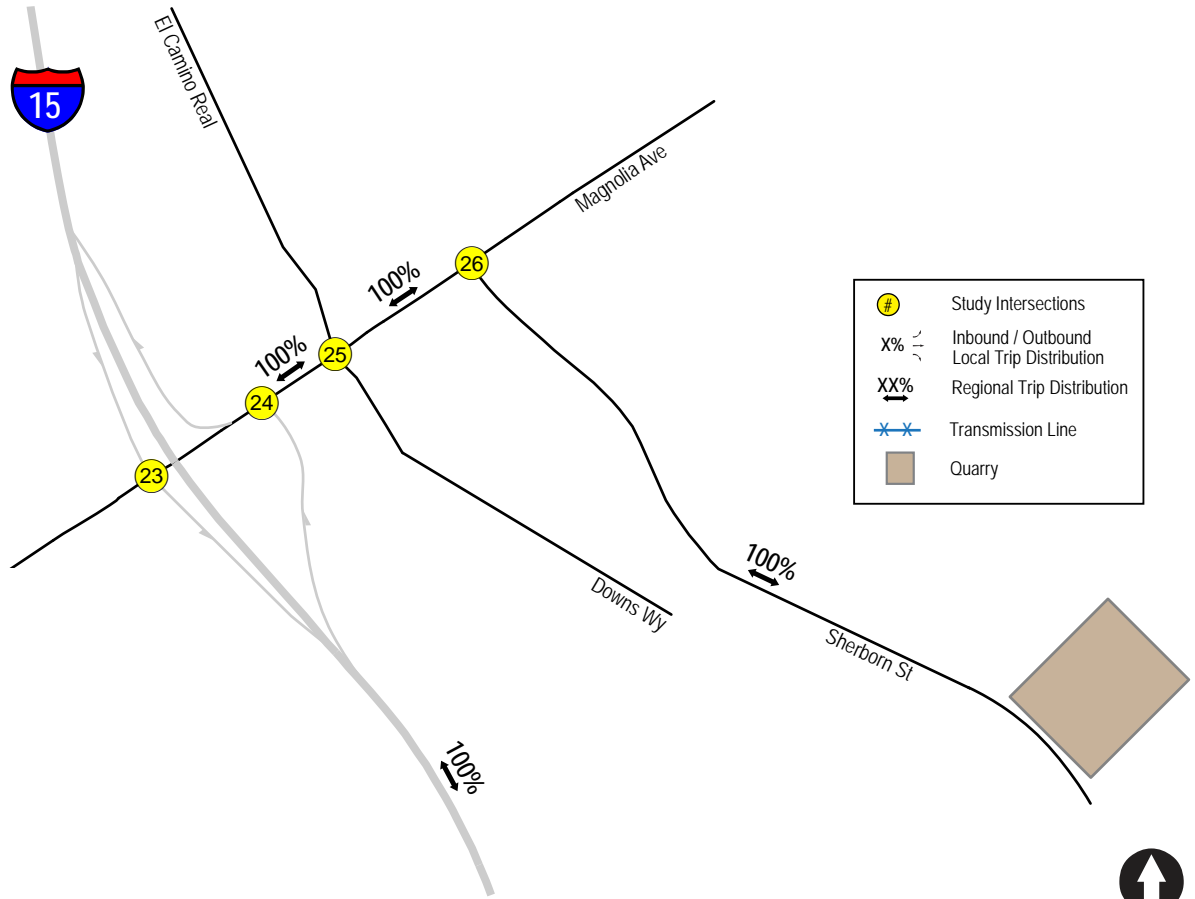 El Camino Real
15
Magnolia Ave
26
100%
25
100%
24
23
#
Study Intersections
X%
Inbound / Outbound
Local Trip Distribution
XX%
Regional Trip Distribution
Transmission Line
Quarry
100%
Downs Wy
Sherborn St
100%